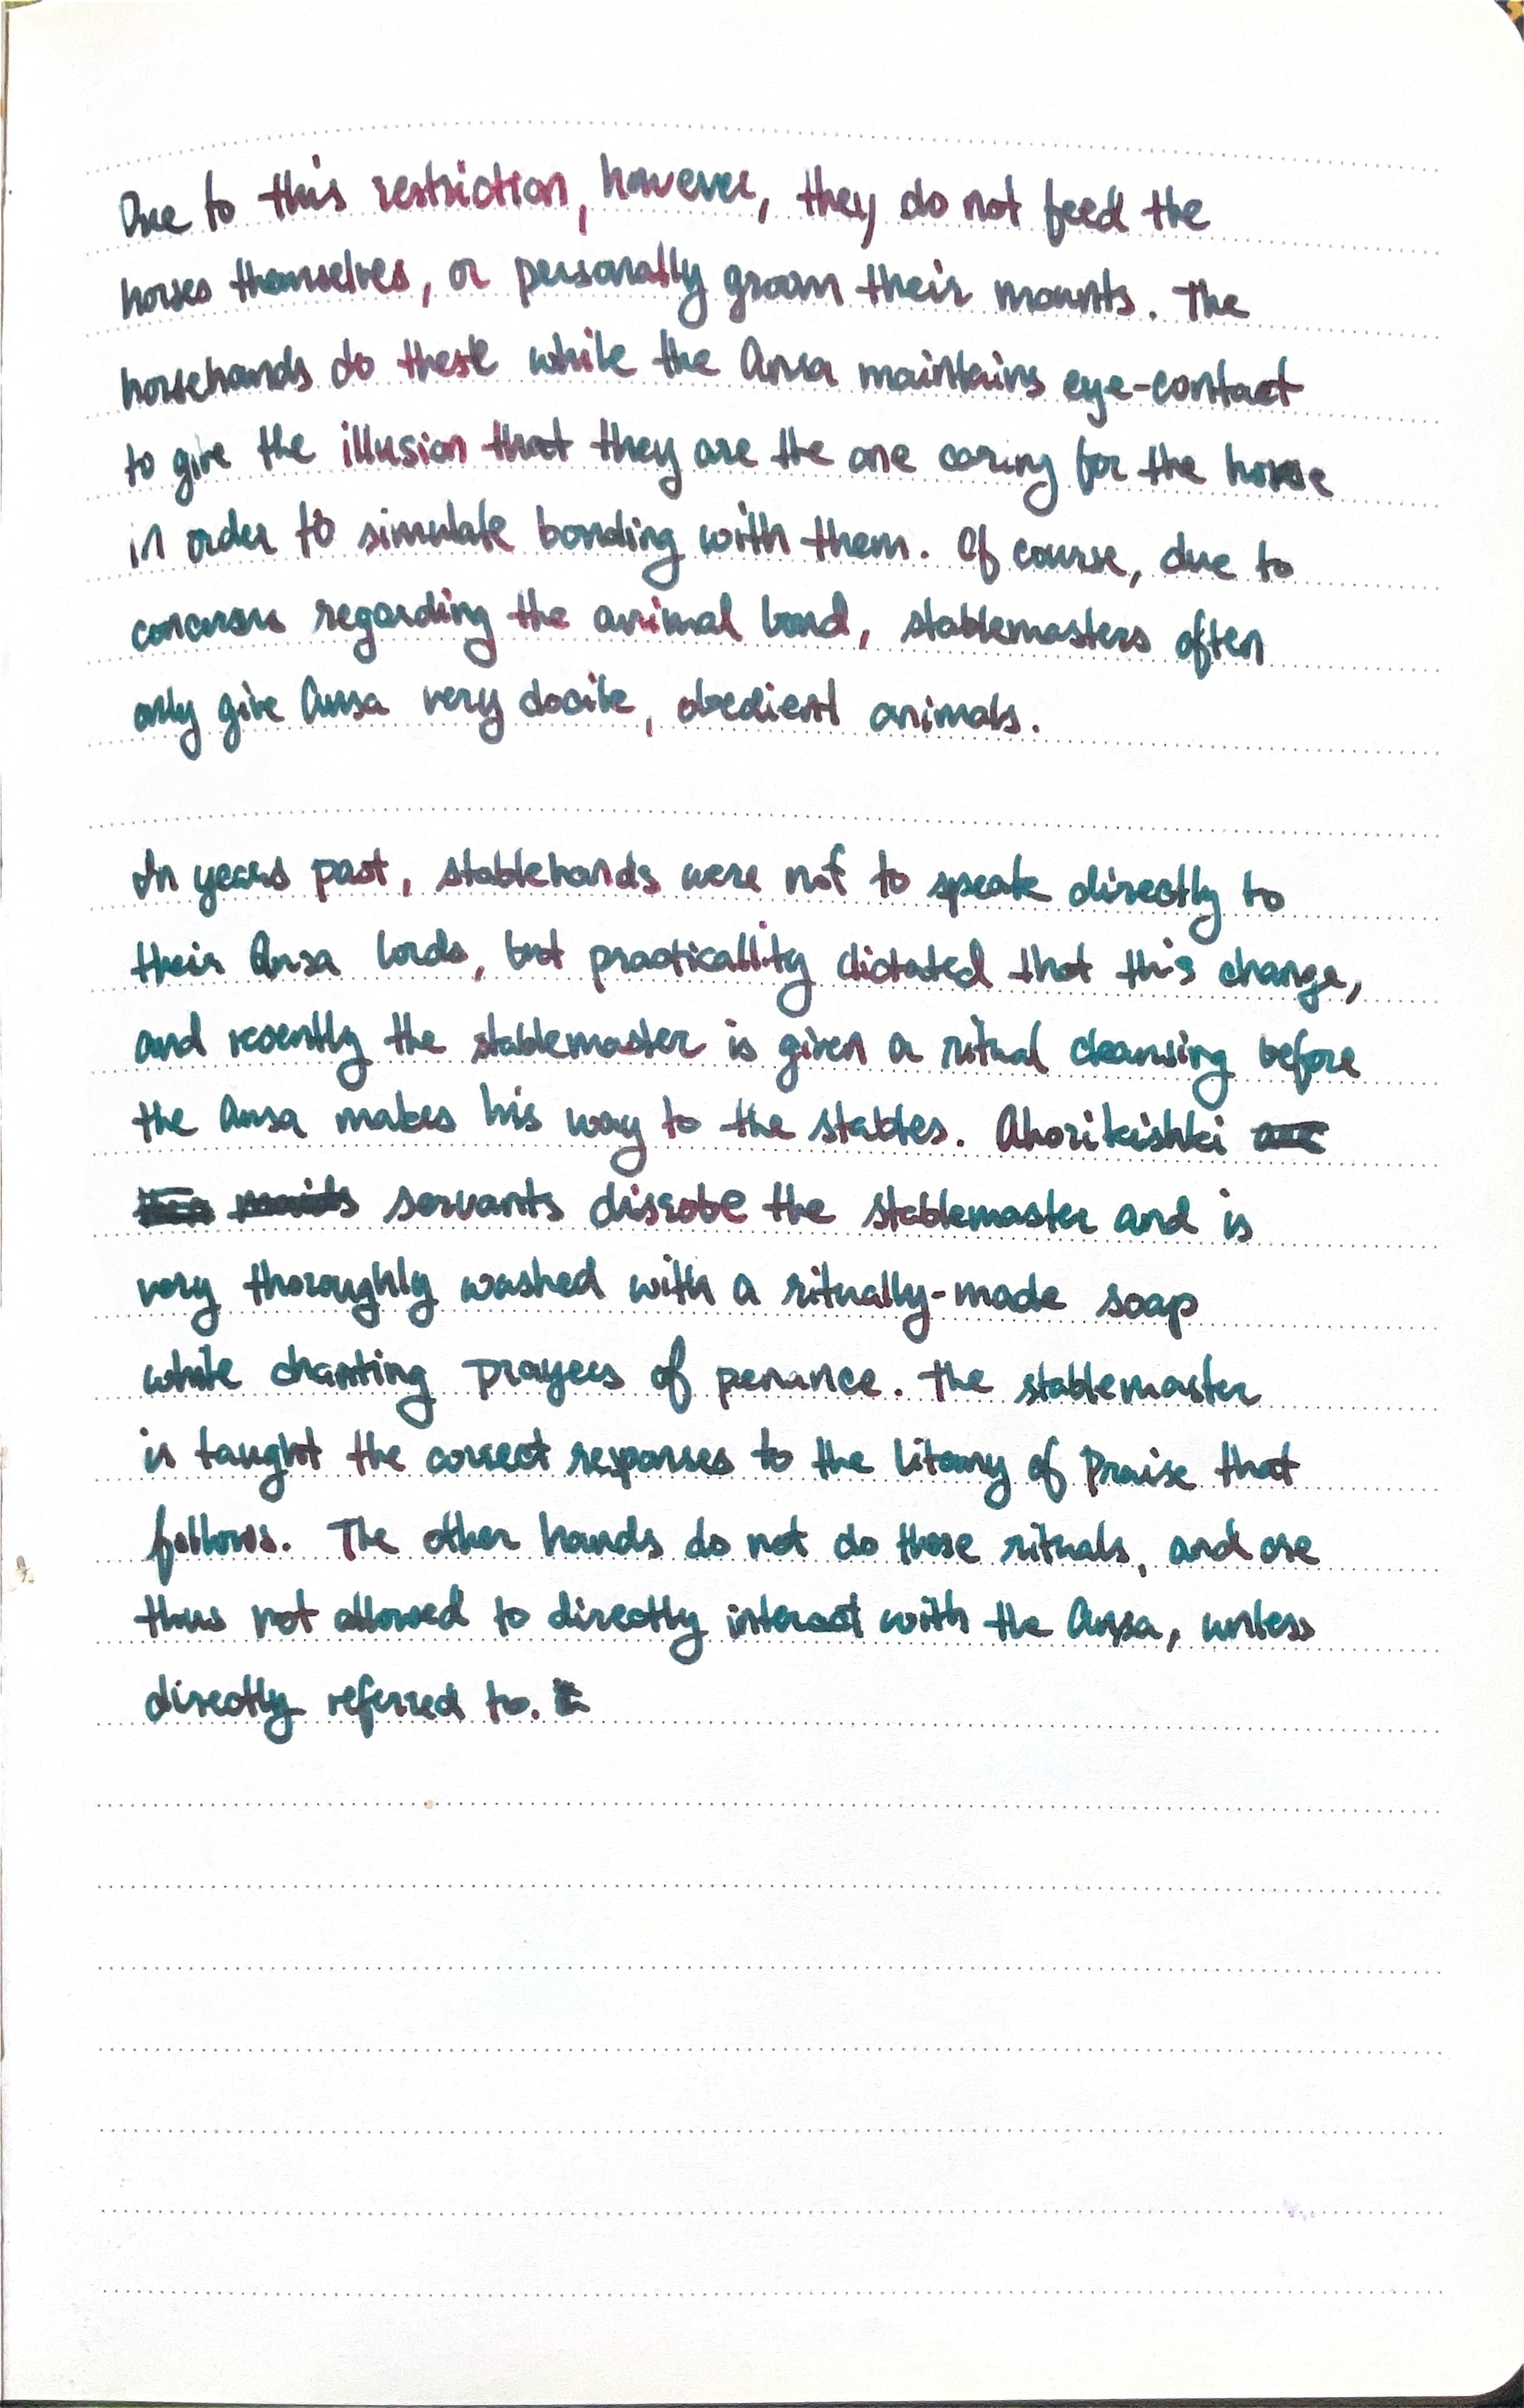 Due to this restriction, however, they do not feed the
horses themselves, or personally groom their mounts. The
horsehands do these while the Ansa maintains eye-contact
to give the illusion that they are the one caring for the horse
in order to simulate bonding with them. Of course, due to
concerns regarding the animal bond, stablemasters often
only give Ansa very docile, obedient animals.
In years past, stablehands were not to speak directly to
their Ansa lords, but practicallity dictated that this change,
and recently the stablemaster is given a ritual cleansing before
the Ansa makes his way to the stables. Ahorikishki
servants disrobe the stablemaster and is
very thoroughly washed with a ritually-made soap
while chanting prayers of penance. The stablemaster
is taught the correct responses to the Litany of Praise that
follows. The other hands do not do these rituals, and are
thus not allowed to directly interact with the Ansa, unless
directly referred to.